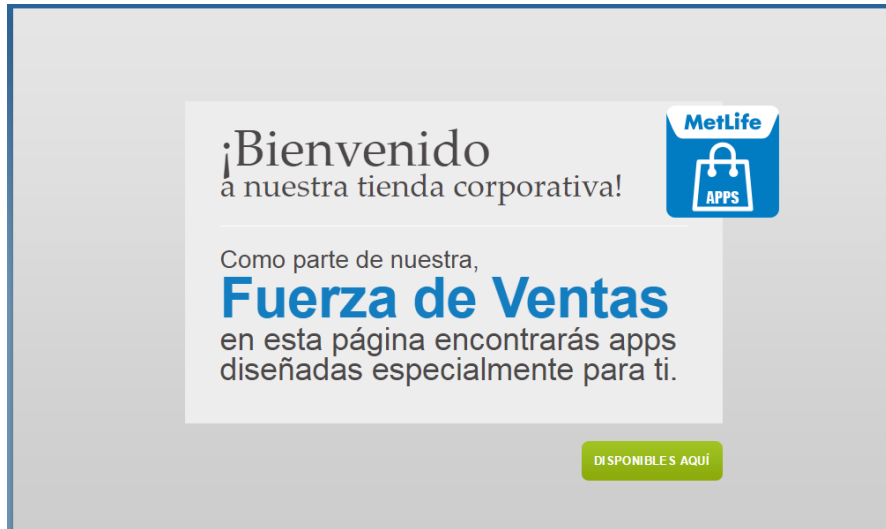 ¡Bienvenido
a nuestra tienda corporativa!
MetLife
APPS
Como parte de nuestra,
Fuerza de Ventas
en esta página encontrarás apps
diseñadas especialmente para ti.
DISPONIBLES AQUÍ